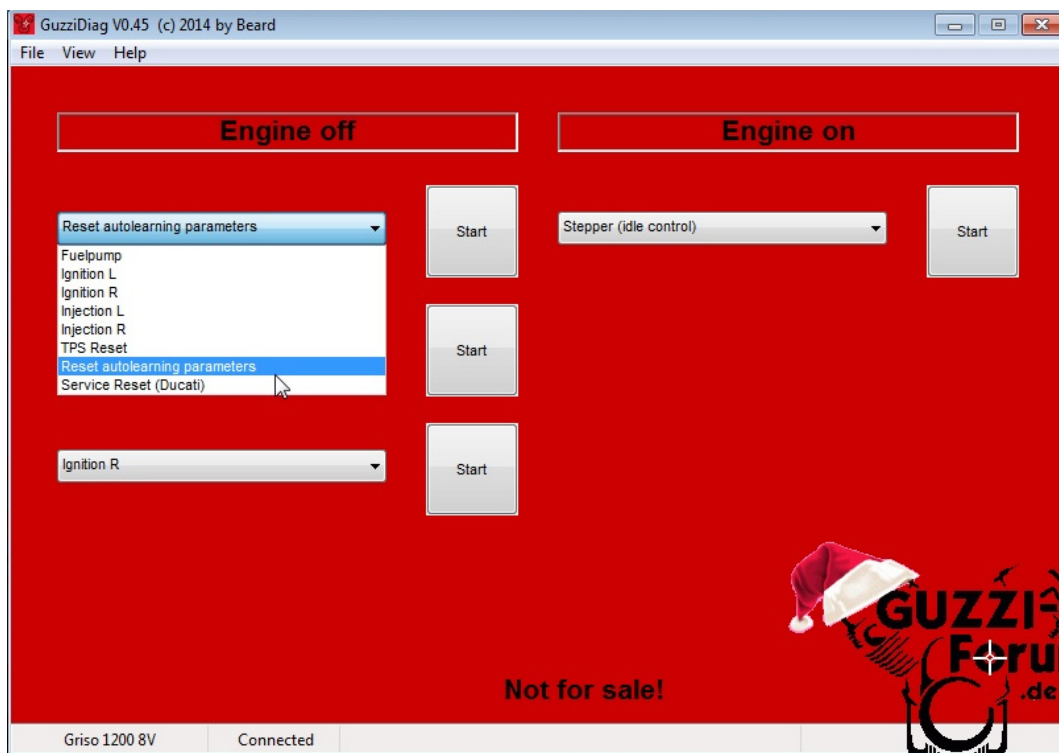 GuzziDiag V0.45 (c) 2014 by Beard
File View Help
Engine off
Engine on
Reset autolearning parameters
Start
Stepper (idle control)
Start
Fuelpump
Ignition L
Ignition R
Injection L
Injection R
TPS Reset
Reset autolearning parameters
Service Reset (Ducati)
Start
Ignition R
Start
GUZZI-
Foru
.de
Not for sale!
Griso 1200 8V
Connected